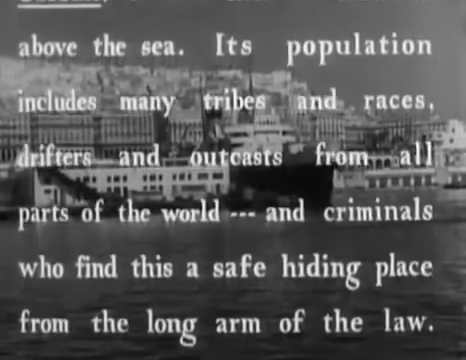 above the sea. Its population
includes many tribes and races,
drifters and outcasts from all
parts of the world --- and criminals
who find this a safe hiding place
from the long arm of the law.